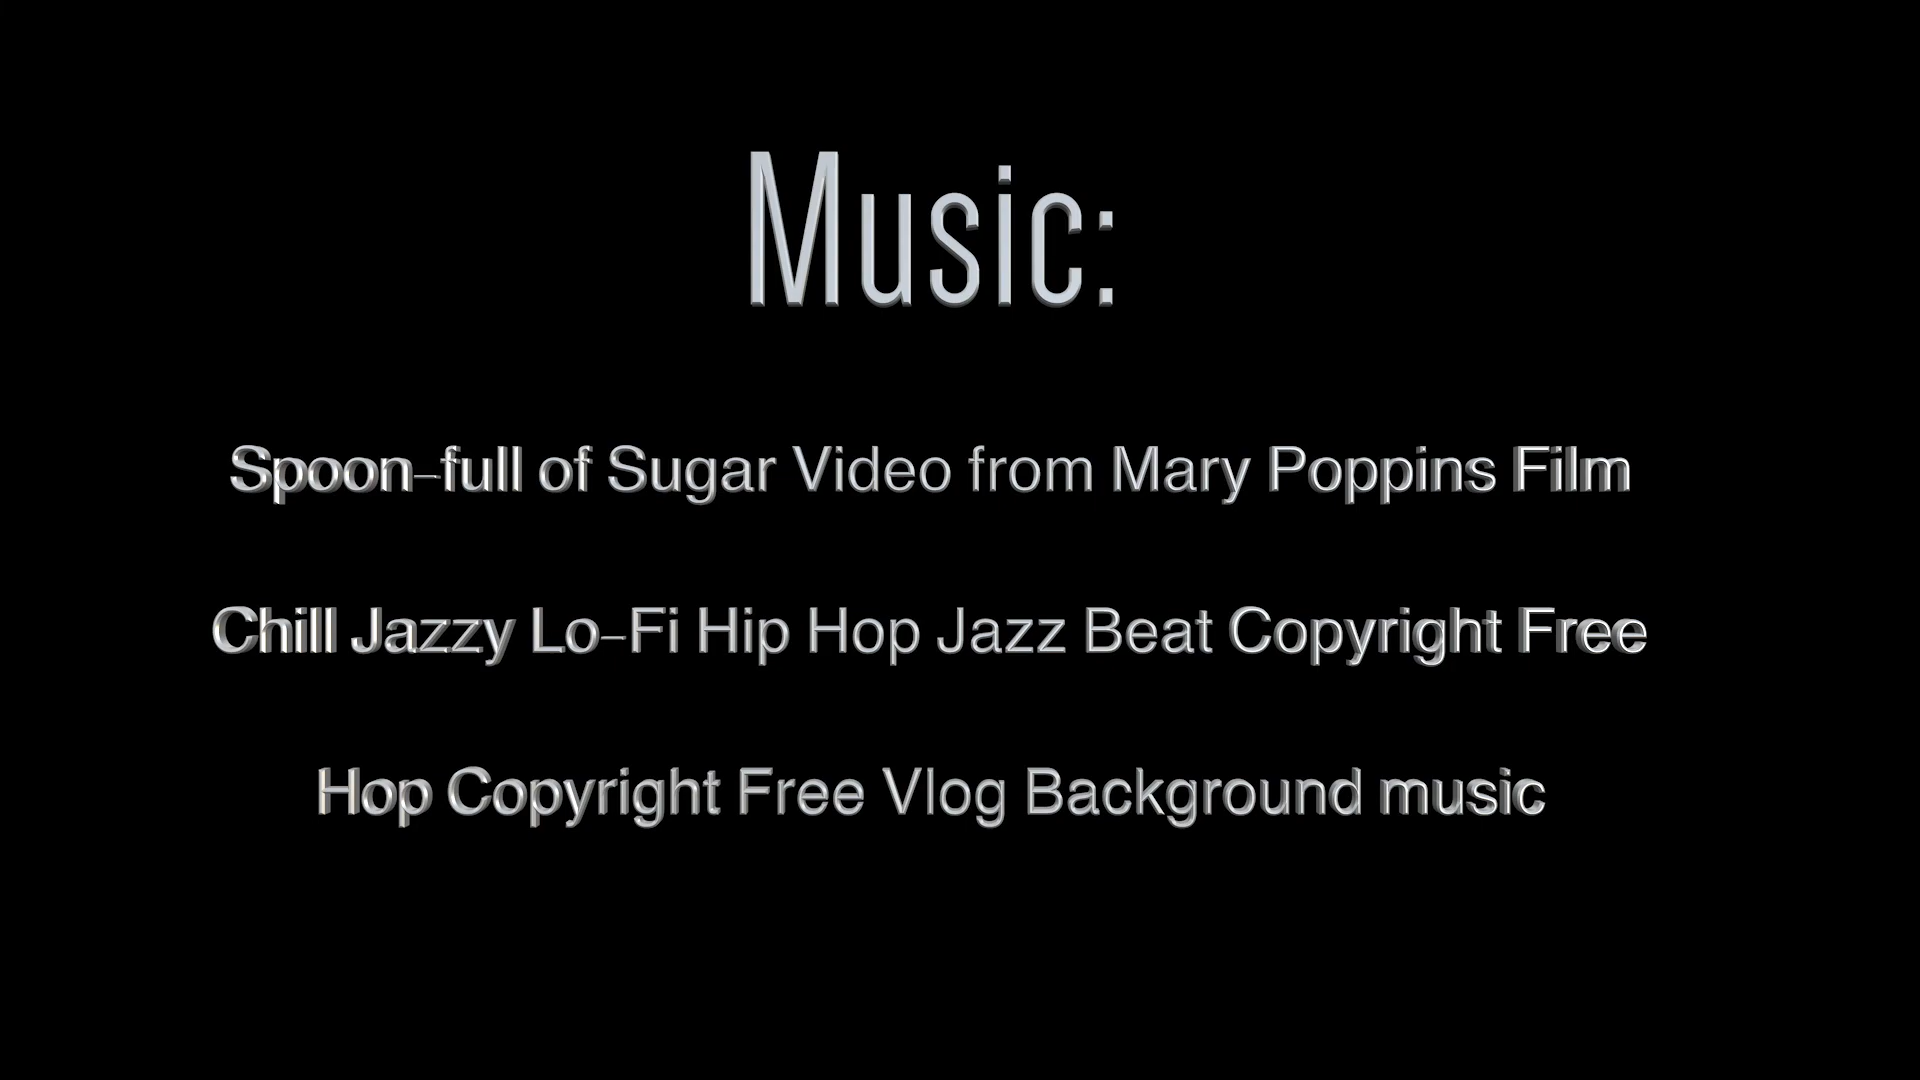 Music:
Spoon-full of Sugar Video from Mary Poppins Film
Chill Jazzy Lo-Fi Hip Hop Jazz Beat Copyright Free
Hop Copyright Free Vlog Background music